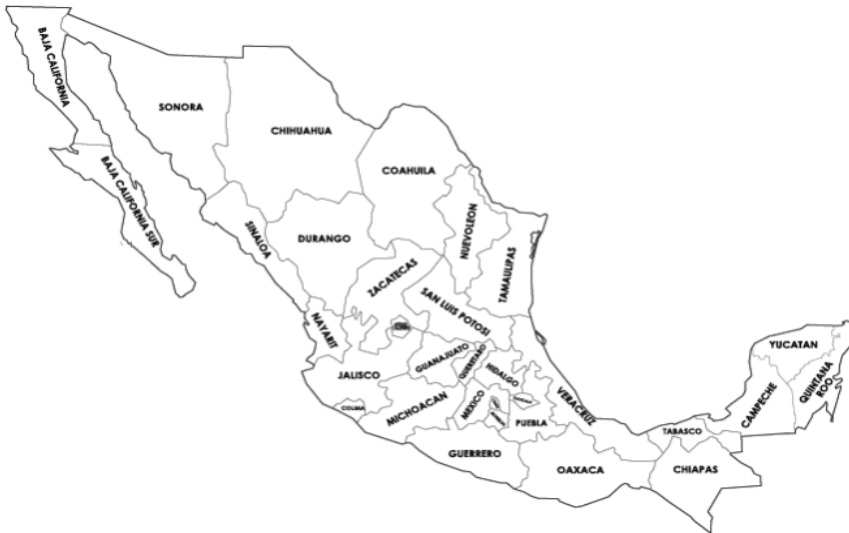 BAJA CALIFORNIA
SONORA
CHIHUAHUA
COAHUILA
BAJA CALIFORNIA SUR
SINALOA
DURANGO
NUEVOLEON
TAMAULIPAS
ZACATECAS
SAN LUIS POTOSI
NAYARIT
JALISCO
GUANAJUATO
QUERETARO
HIDALGO
COLIMA
MICHOACAN
MEXICO
PUEBLA
VERACRUZ
GUERRERO
OAXACA
TABASCO
CHIAPAS
CAMPECHE
YUCATAN
QUINTANA
ROO